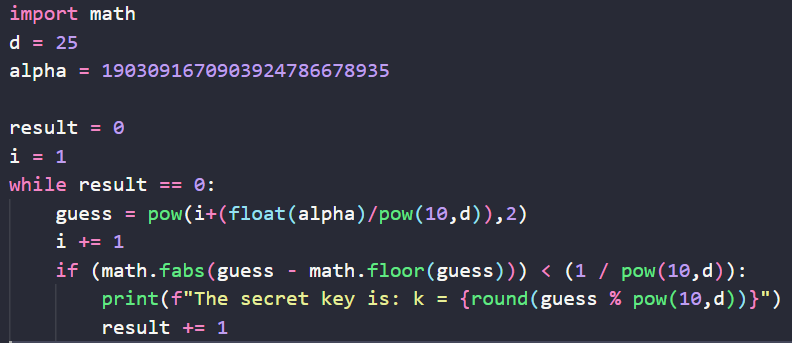 import math
d = 25
alpha = 1903091670903924786678935

result = 0
i = 1
while result == 0:
    guess = pow(i+(float(alpha)/pow(10,d)),2)
    i += 1
    if (math.fabs(guess - math.floor(guess))) < (1 / pow(10,d)):
        print(f"The secret key is: k = {round(guess % pow(10,d))}")
        result += 1